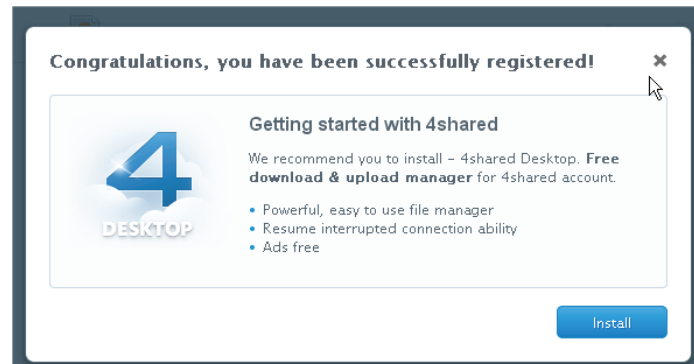 Congratulations, you have been successfully registered!
4
DESKTOP
Getting started with 4shared
We recommend you to install – 4shared Desktop. Free
download & upload manager for 4shared account.
• Powerful, easy to use file manager
• Resume interrupted connection ability
• Ads free
Install